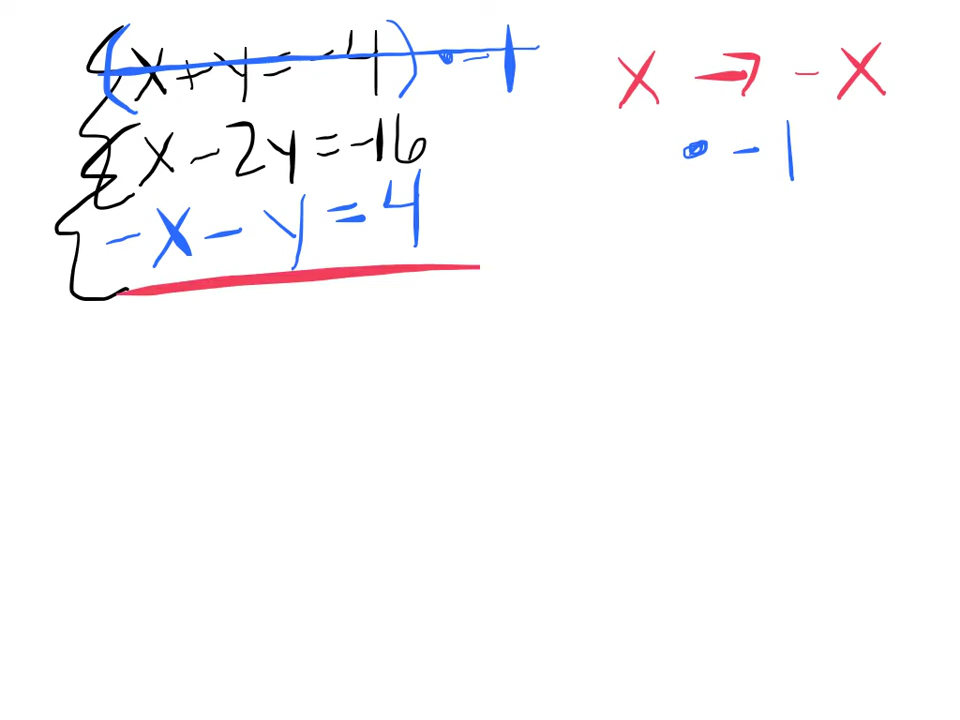 (x + y = -4) • -1
x - 2y = -16
-x - y = 4
x → -x
• -1